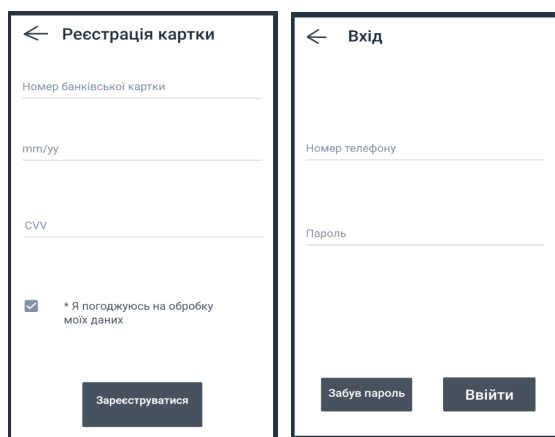 Реєстрація картки
Номер банківської картки
mm/yy
CVV
* Я погоджуюсь на обробку
моїх даних
Зареєструватися
Вхід
Номер телефону
Пароль
Забув пароль
Ввійти